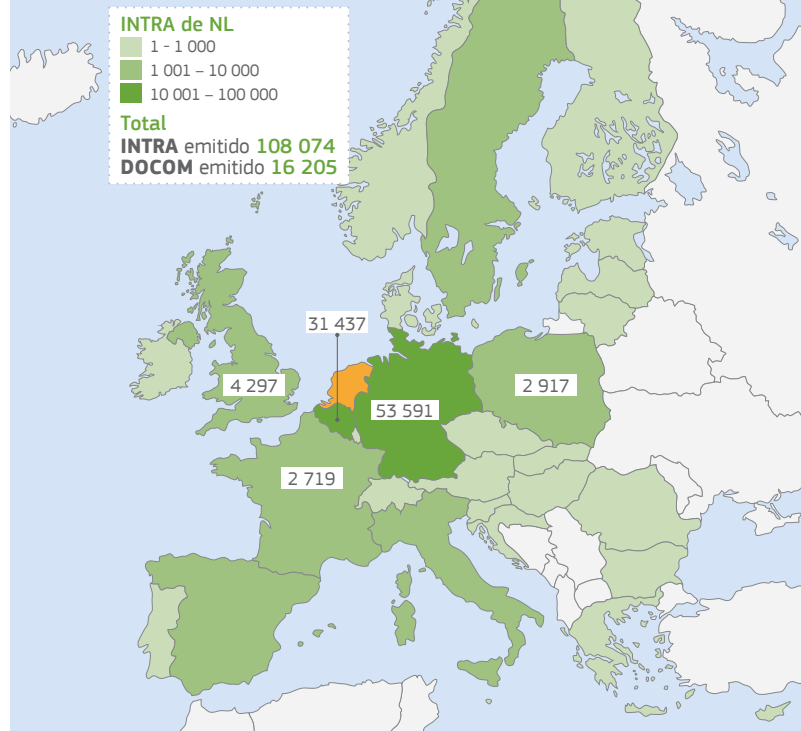 INTRA de NL
1 - 1 000
1 001 – 10 000
10 001 – 100 000
Total
INTRA emitido 108 074
DOCOM emitido 16 205
31 437
4 297
2 917
53 591
2 719